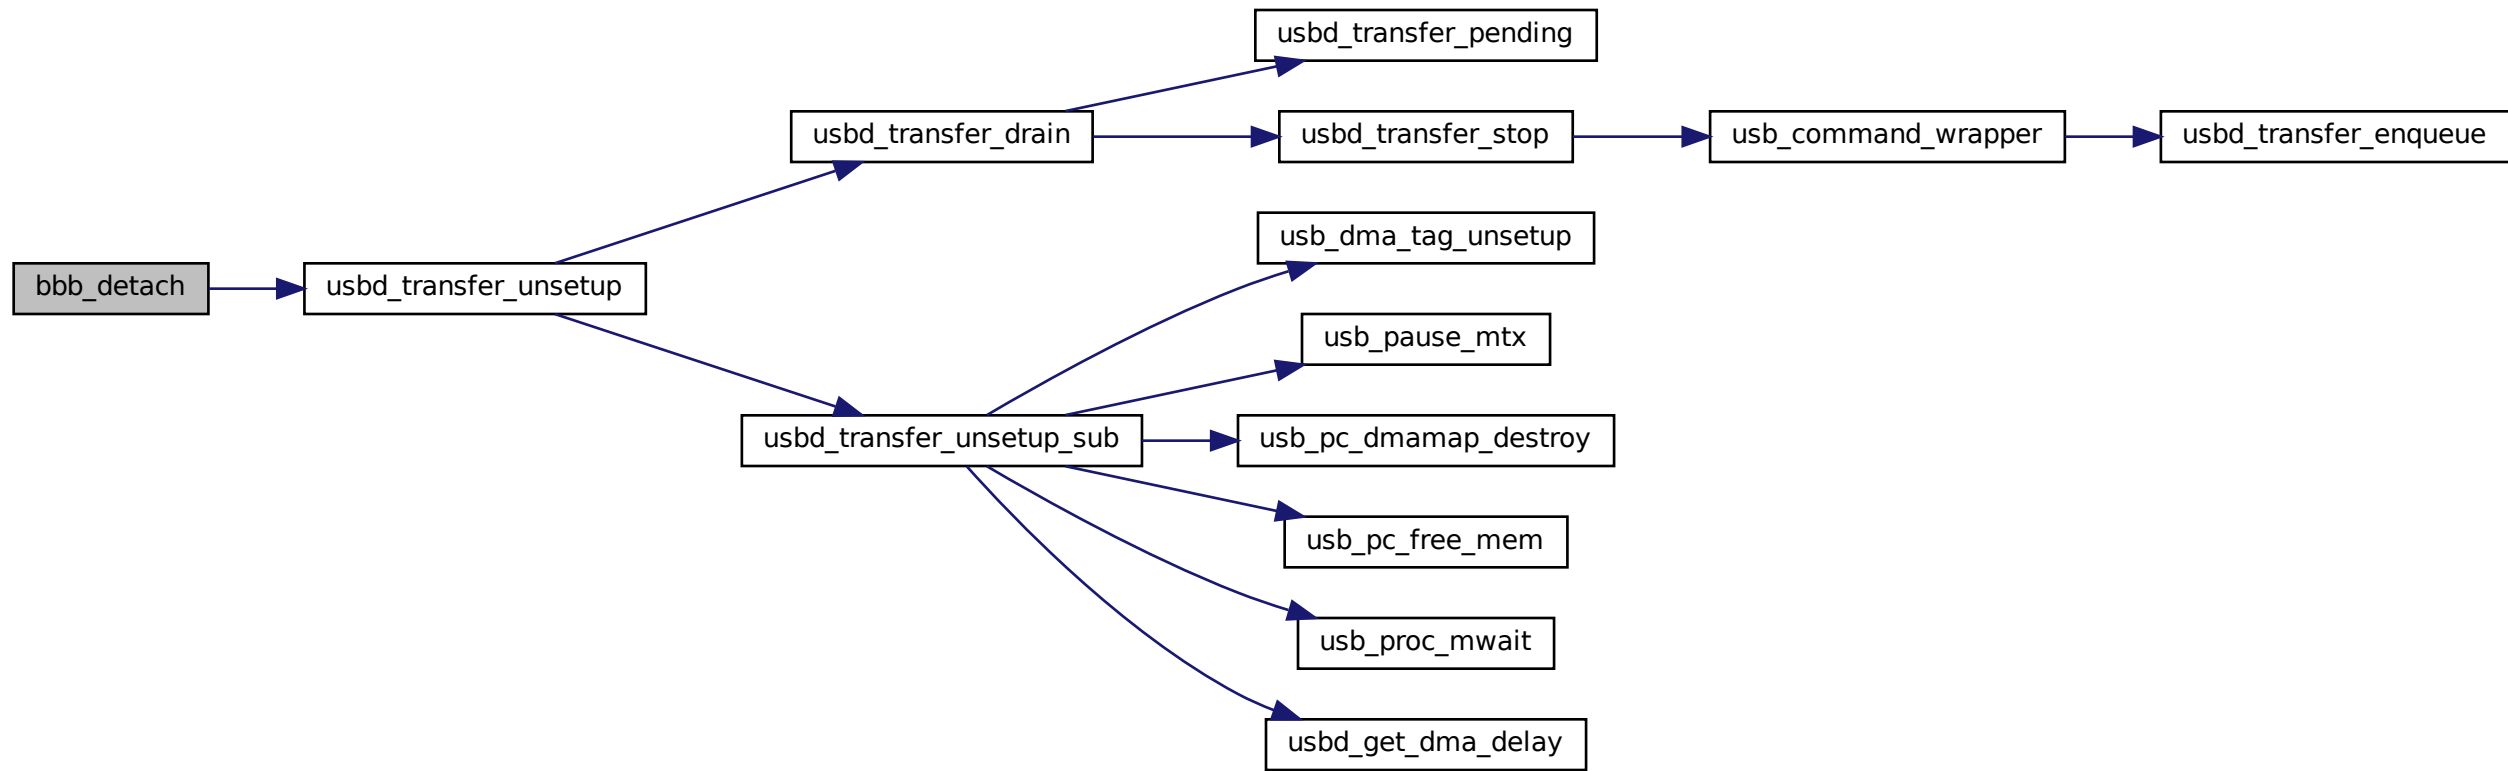 usbd_transfer_pending
usbd_transfer_drain
usbd_transfer_stop
usb_command_wrapper
usbd_transfer_enqueue
usb_dma_tag_unsetup
bbb_detach
usbd_transfer_unsetup
usb_pause_mtx
usbd_transfer_unsetup_sub
usb_pc_dmamap_destroy
usb_pc_free_mem
usb_proc_mwait
usbd_get_dma_delay